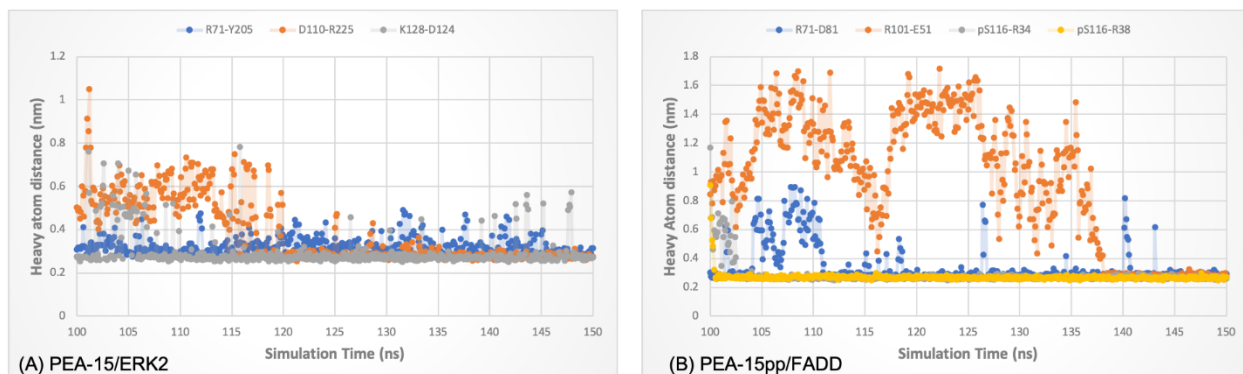 R71-Y205 D110-R225 K128-D124
1.2
1
0.8
0.6
0.4
0.2
0
Heavy Atom distance (nm)
100 105 110 115 120 125 130 135 140 145 150
Simulation Time (ns)
(A) PEA-15/ERK2
R71-D81 R101-E51 pS116-R34 pS116-R38
1.8
1.6
1.4
1.2
1
0.8
0.6
0.4
0.2
Heavy Atom distance (nm)
100 105 110 115 120 125 130 135 140 145 150
Simulation Time (ns)
(B) PEA-15pp/FADD